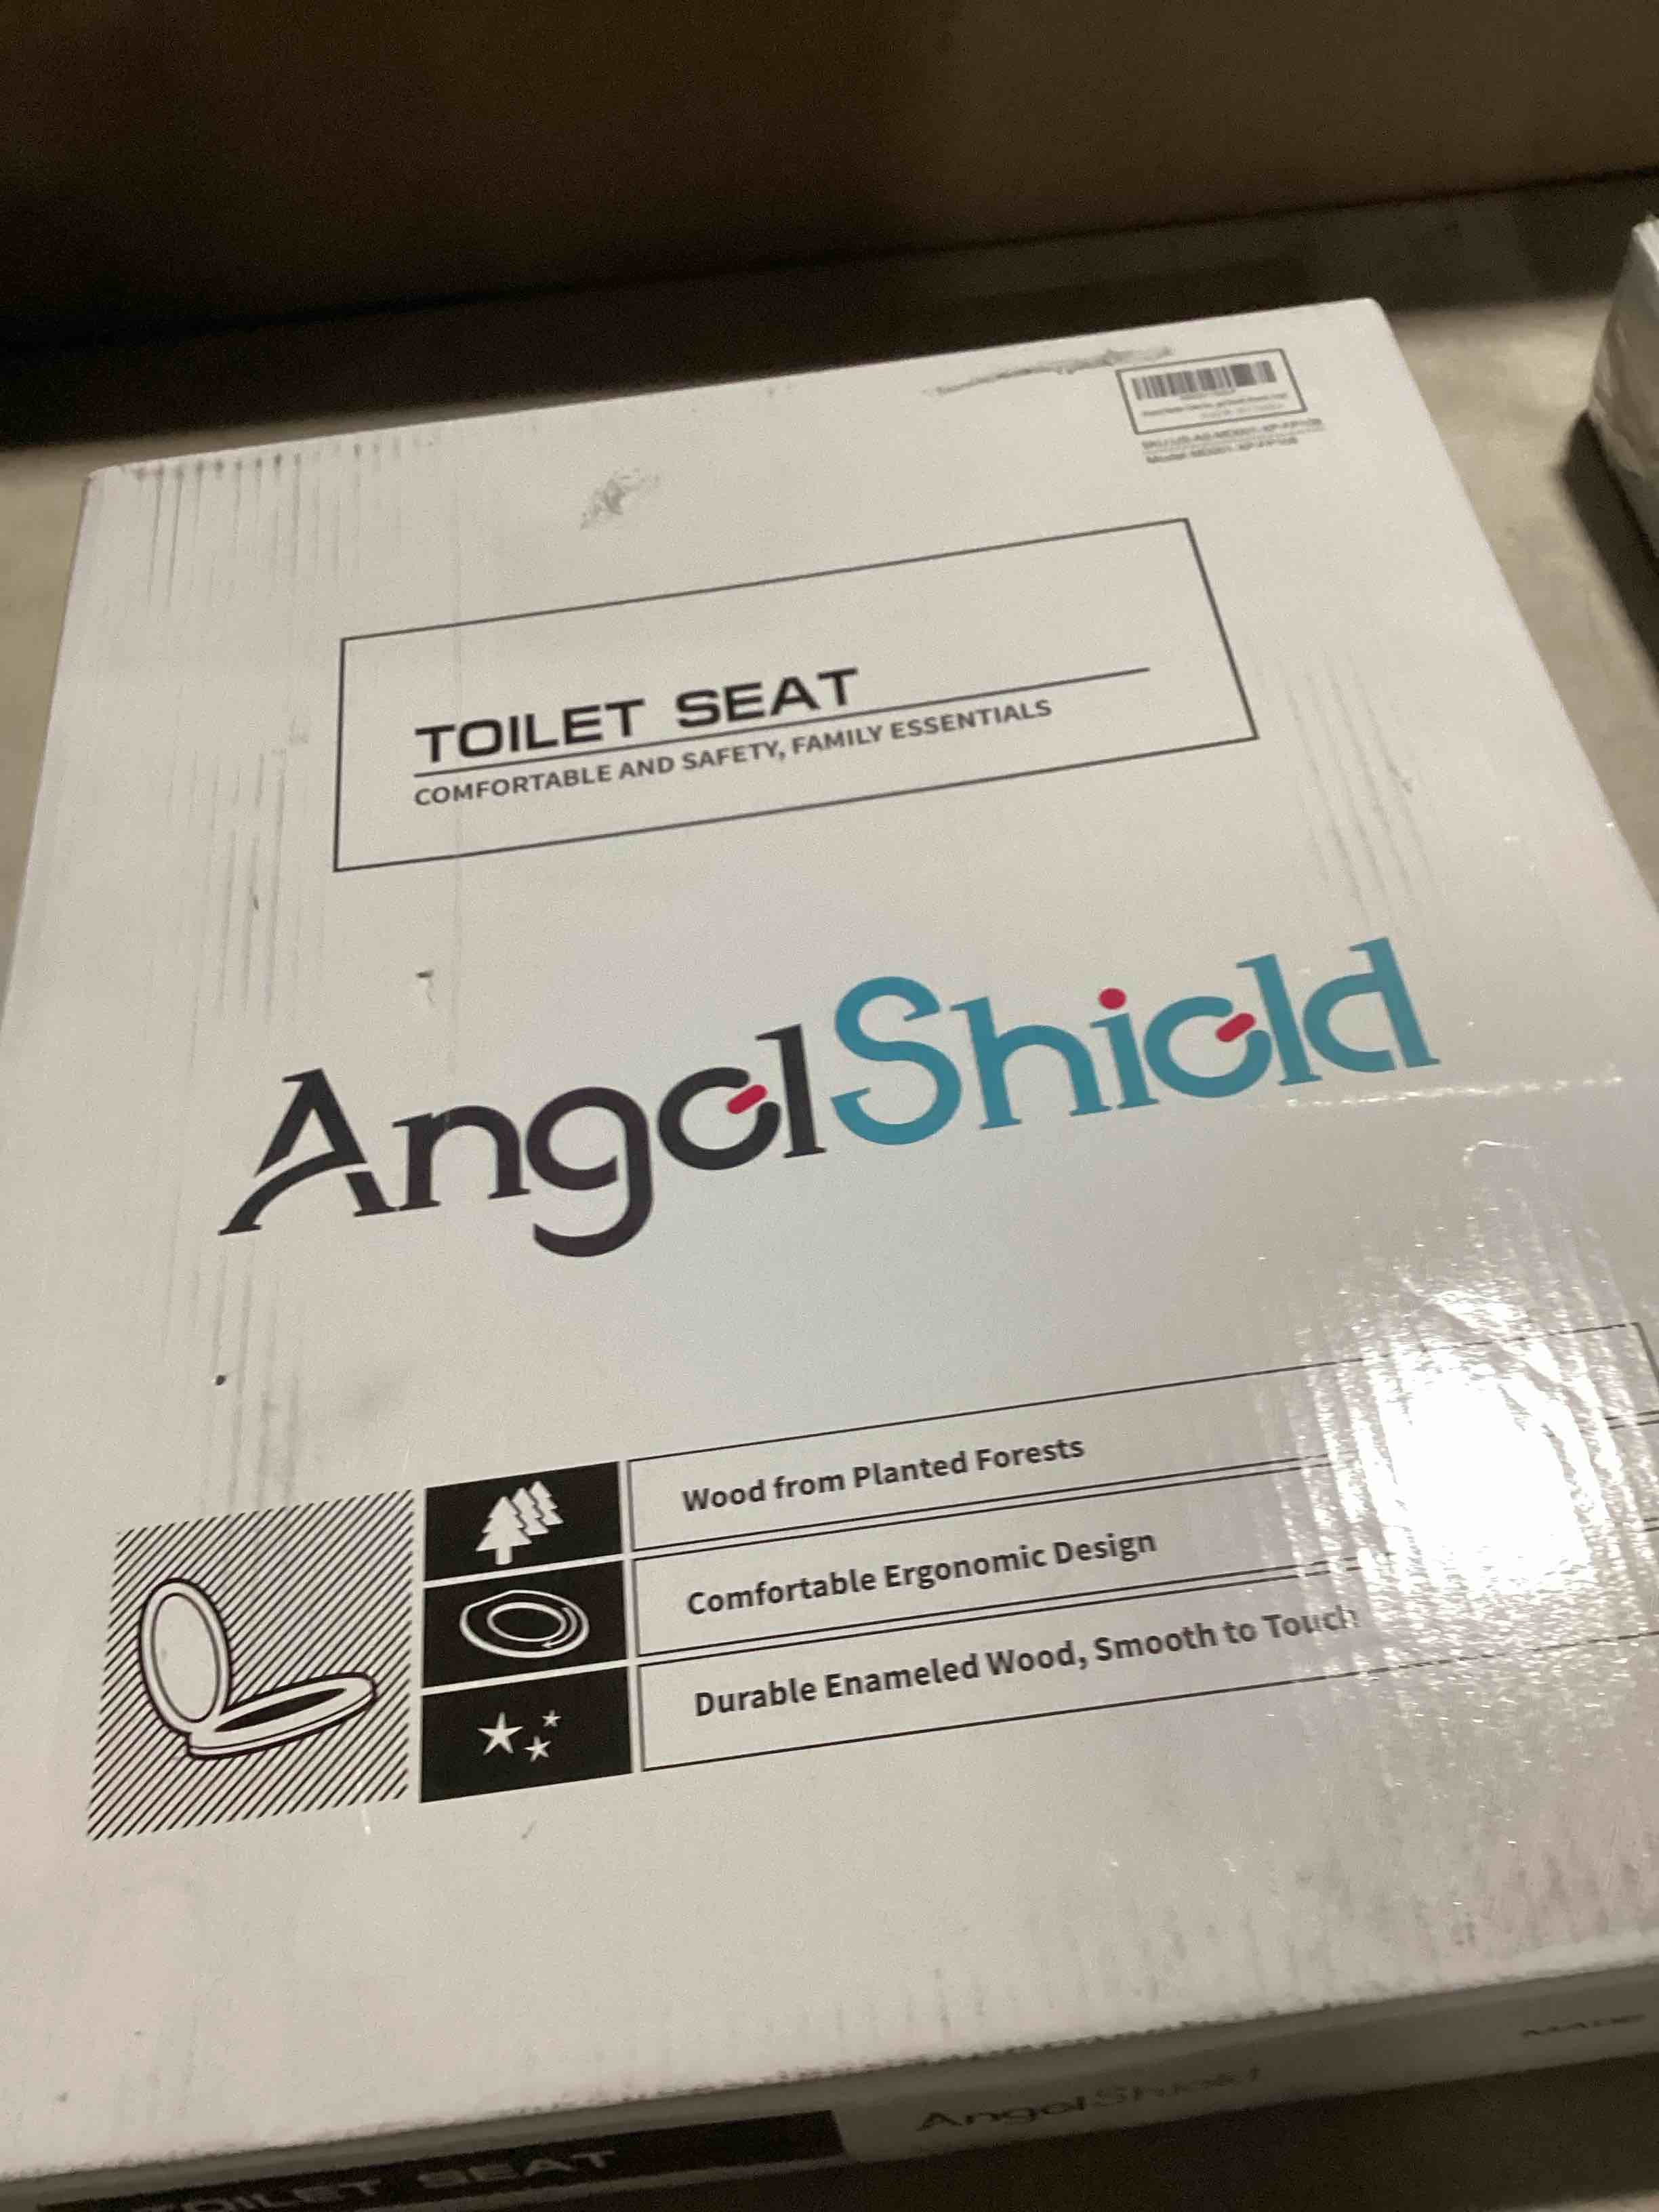 TOILET SEAT
COMFORTABLE AND SAFETY, FAMILY ESSENTIALS
AngelShield
Wood from Planted Forests
Comfortable Ergonomic Design
Durable Enameled Wood, Smooth to Touch
AngelShield
MADE
TOILET SEAT